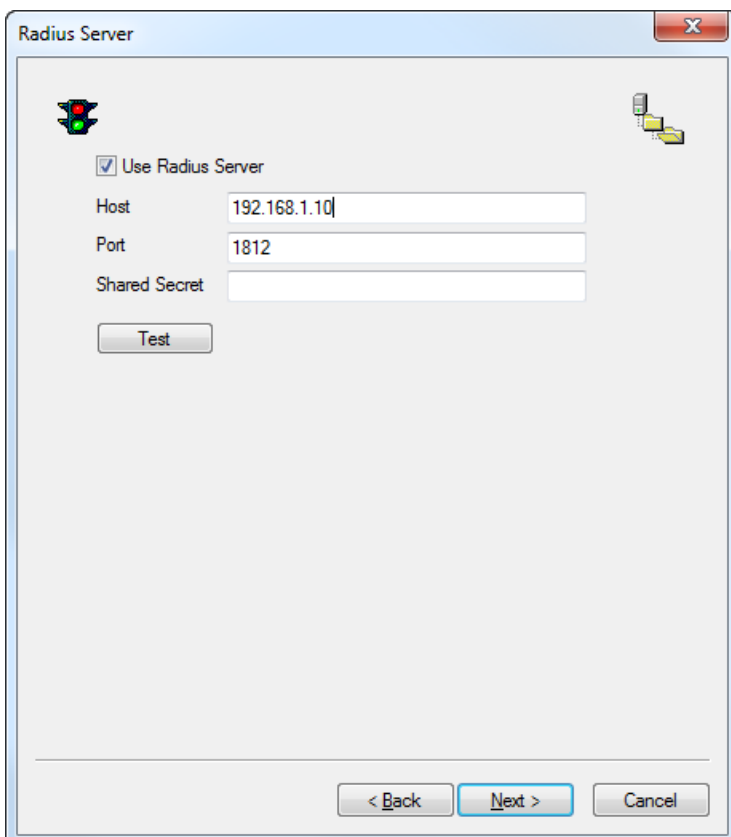 Radius Server
Use Radius Server
Host 192.168.1.10
Port 1812
Shared Secret
Test
< Back Next > Cancel